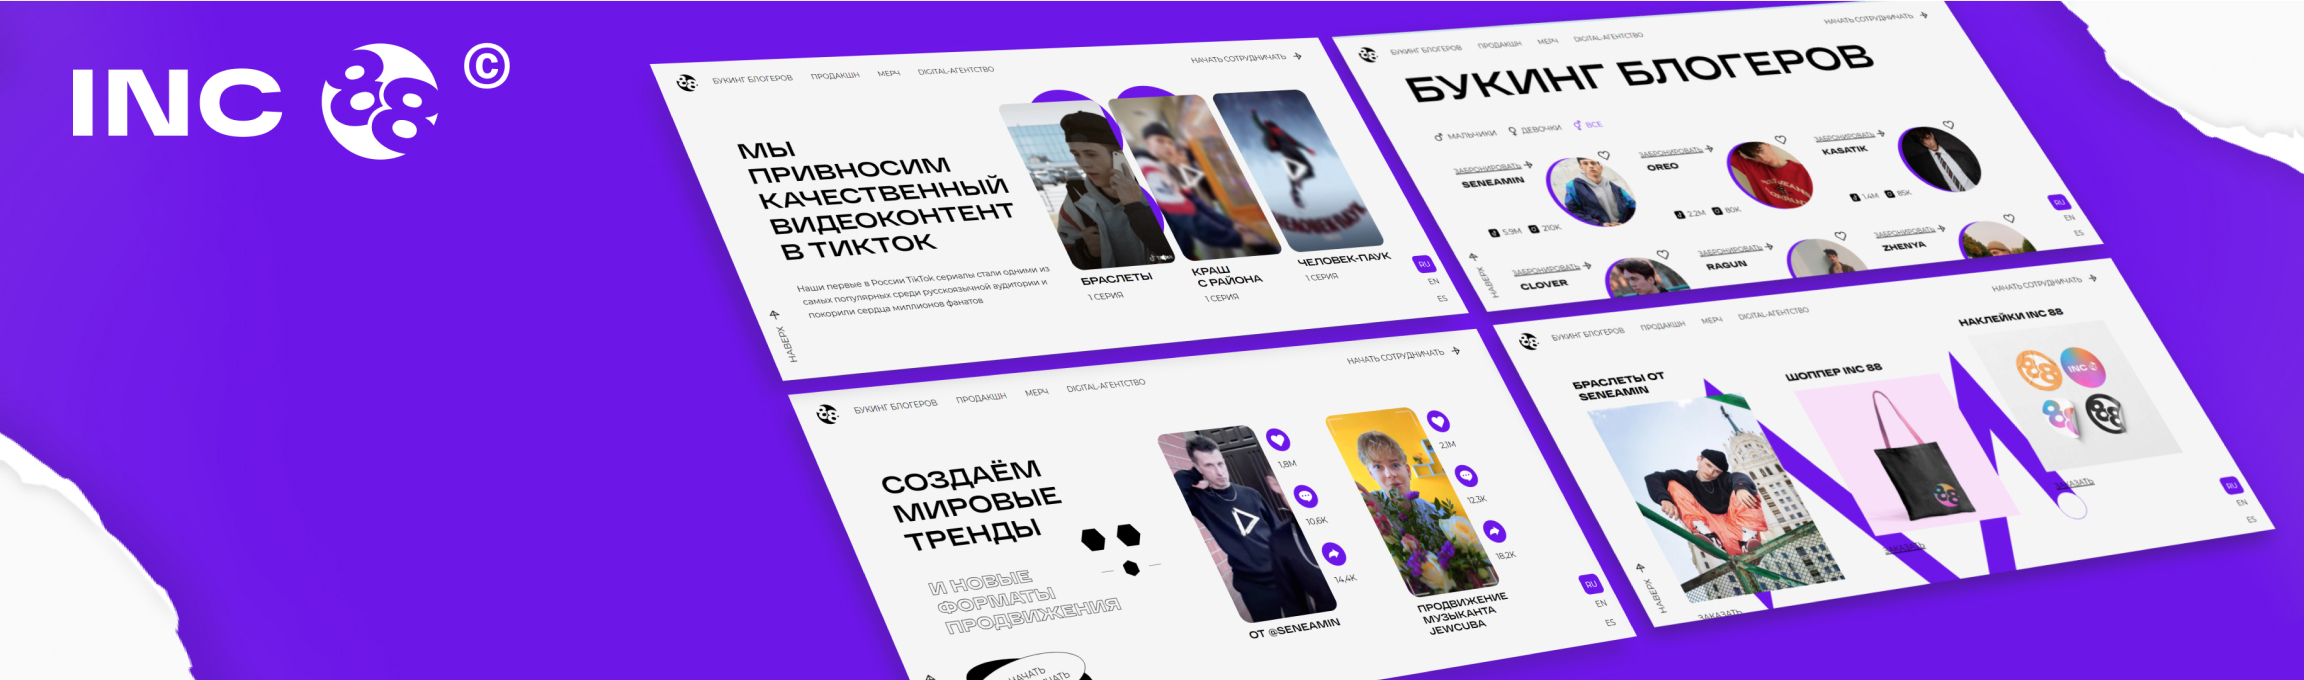 INC 88 ©
БУКИНГ БЛОГЕРОВ ПРОДАКШН МЕРЧ DIGITAL-АГЕНТСТВО
НАЧАТЬ СОТРУДНИЧАТЬ
МЫ
ПРИВНОСИМ
КАЧЕСТВЕННЫЙ
ВИДЕОКОНТЕНТ
В ТИКТОК
Наши первые в России TikTok сериалы стали одними из
самых популярных среди русскоязычной аудитории и
покорили сердца миллионов фанатов
БРАСЛЕТЫ
1 СЕРИЯ
КРАШ
С РАЙОНА
1 СЕРИЯ
ЧЕЛОВЕК-ПАУК
1 СЕРИЯ
НАВЕРХ
RU
EN
ES
БУКИНГ БЛОГЕРОВ ПРОДАКШН МЕРЧ DIGITAL-АГЕНТСТВО
НАЧАТЬ СОТРУДНИЧАТЬ
БУКИНГ БЛОГЕРОВ
МАЛЬЧИКИ ДЕВОЧКИ ВСЕ
ЗАБРОНИРОВАТЬ
SENEAMIN
5.9M 210K
ЗАБРОНИРОВАТЬ
OREO
2.2M 80K
ЗАБРОНИРОВАТЬ
KASATIK
1.4M 85K
ЗАБРОНИРОВАТЬ
CLOVER
ЗАБРОНИРОВАТЬ
RAGUN
ЗАБРОНИРОВАТЬ
ZHENYA
НАВЕРХ
RU
EN
ES
БУКИНГ БЛОГЕРОВ ПРОДАКШН МЕРЧ DIGITAL-АГЕНТСТВО
НАЧАТЬ СОТРУДНИЧАТЬ
СОЗДАЁМ
МИРОВЫЕ
ТРЕНДЫ
И НОВЫЕ
ФОРМАТЫ
ПРОДВИЖЕНИЯ
НАЧАТЬ
1,8M
10,6K
14,4K
ОТ @SENEAMIN
2,1M
12,3K
18,2K
ПРОДВИЖЕНИЕ
МУЗЫКАНТА
JEWCUBA
RU
EN
ES
БУКИНГ БЛОГЕРОВ ПРОДАКШН МЕРЧ DIGITAL-АГЕНТСТВО
НАЧАТЬ СОТРУДНИЧАТЬ
БРАСЛЕТЫ ОТ
SENEAMIN
ЗАКАЗАТЬ
ШОППЕР INC 88
ЗАКАЗАТЬ
НАКЛЕЙКИ INC 88
INC
ЗАКАЗАТЬ
НАВЕРХ
RU
EN
ES